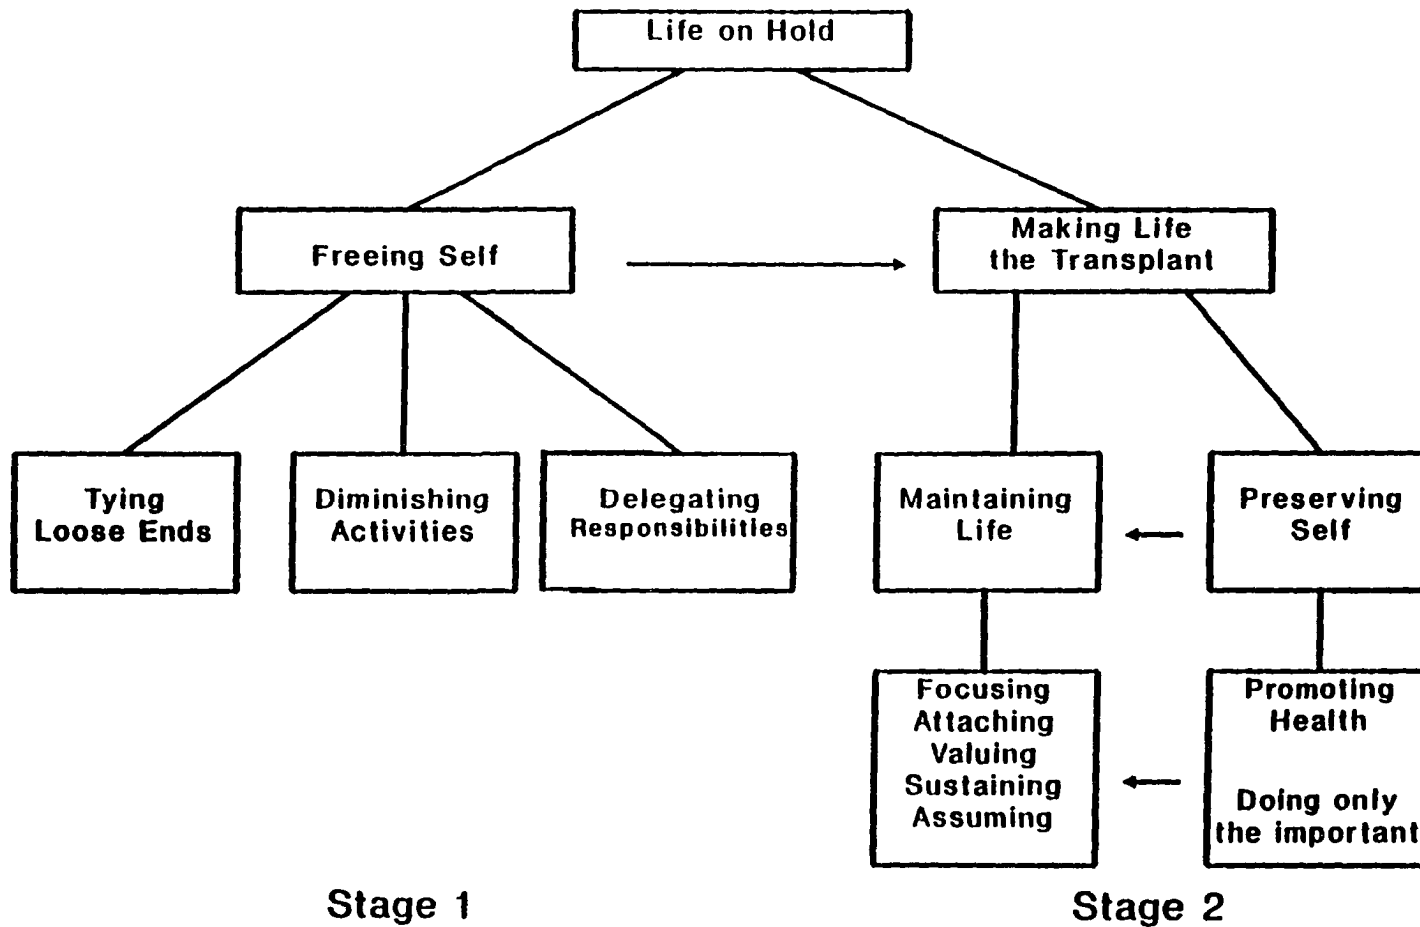 Life on Hold
Freeing Self
Making Life
the Transplant
Tying
Loose Ends
Diminishing
Activities
Delegating
Responsibilities
Maintaining
Life
Preserving
Self
Focusing
Attaching
Valuing
Sustaining
Assuming
Promoting
Health
Doing only
the important
Stage 1
Stage 2